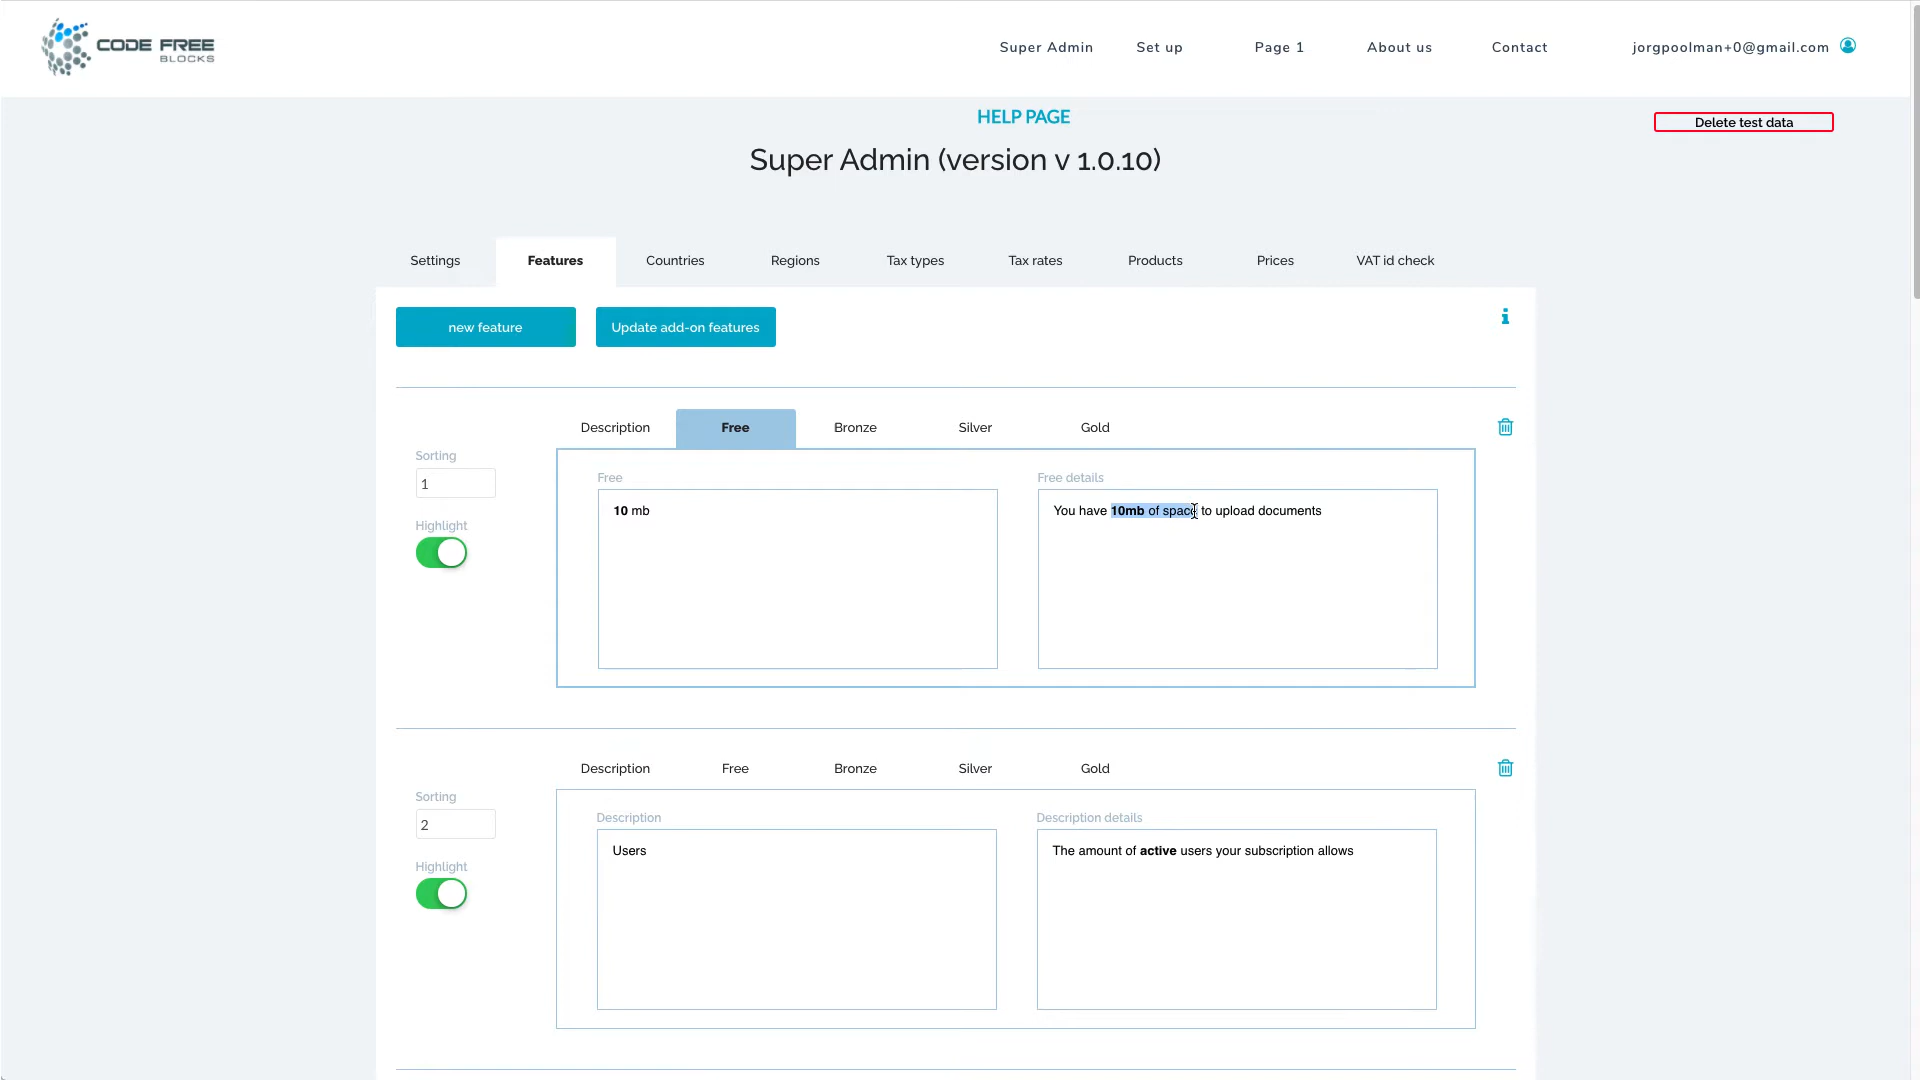 CODE FREE
BLOCKS
Super Admin
Set up
Page 1
About us
Contact
jorgpoolman+0@gmail.com
HELP PAGE
Delete test data
Super Admin (version v 1.0.10)
Settings
Features
Countries
Regions
Tax types
Tax rates
Products
Prices
VAT id check
new feature
Update add-on features
Description
Free
Bronze
Silver
Gold
Sorting
1
Highlight
Free
10 mb
Free details
You have 10mb of space to upload documents
Description
Free
Bronze
Silver
Gold
Sorting
2
Highlight
Description
Users
Description details
The amount of active users your subscription allows